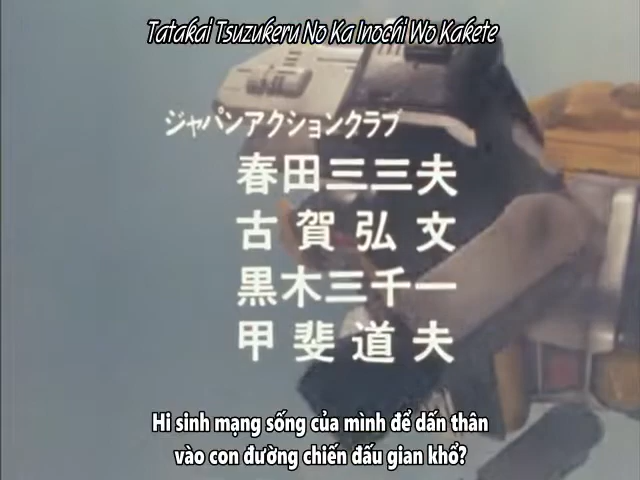 Tatakai Tsuzukeru No Ka Inochi Wo Kakete
ジャパンアクションクラブ
春田三三夫
古賀弘文
黒木三千一
甲斐道夫
Hi sinh mạng sống của mình để dấn thân
vào con đường chiến đấu gian khổ?